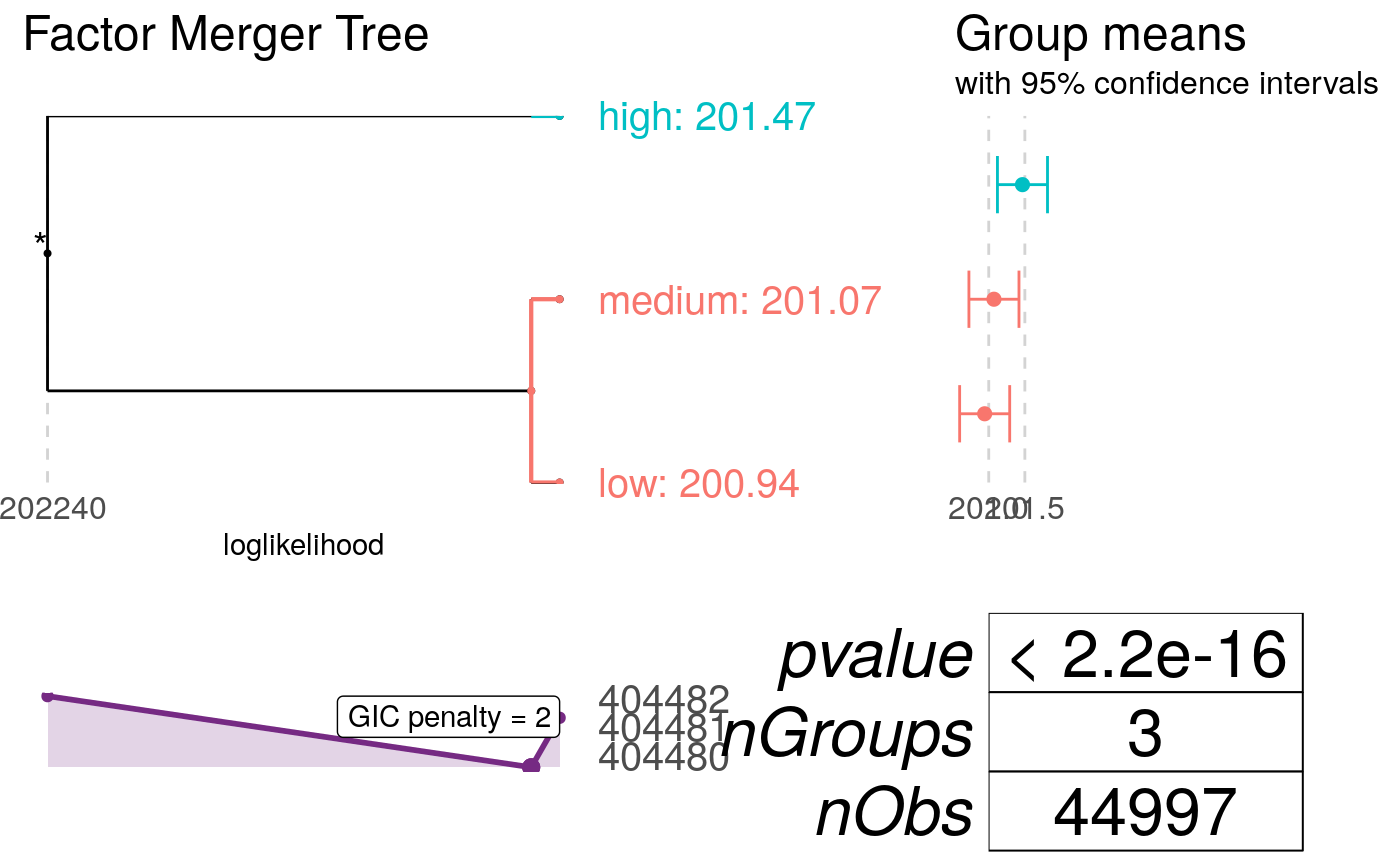 Factor Merger Tree
Group means
with 95% confidence intervals
high: 201.47
*
medium: 201.07
low: 200.94
202240
201.0
201.5
loglikelihood
GIC penalty = 2
404482
404481
404480
pvalue < 2.2e-16
nGroups 3
nObs 44997